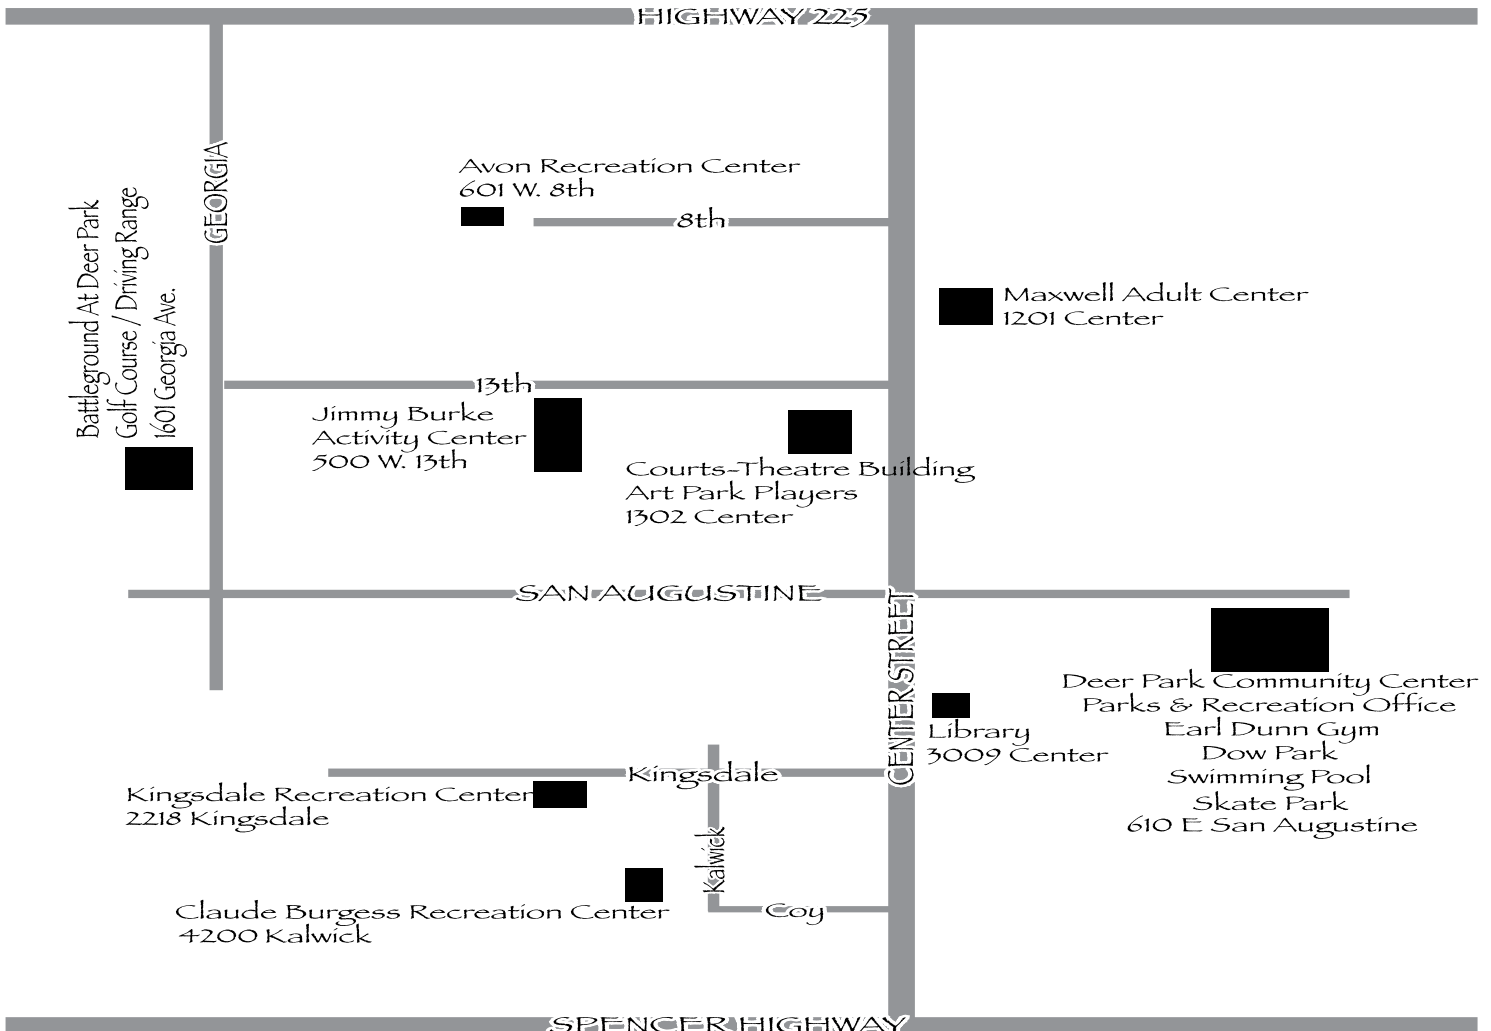 HIGHWAY 225
GEORGIA
Avon Recreation Center
601 W. 8th
8th
Battleground At Deer Park
Golf Course / Driving Range
1601 Georgia Ave.
Maxwell Adult Center
1201 Center
13th
Jimmy Burke
Activity Center
500 W. 13th
Courts-Theatre Building
Art Park Players
1302 Center
SAN AUGUSTINE
CENTER STREET
Deer Park Community Center
Parks & Recreation Office
Earl Dunn Gym
Dow Park
Swimming Pool
Skate Park
610 E San Augustine
Library
3009 Center
Kingsdale
Kingsdale Recreation Center
2218 Kingsdale
Kalwick
Claude Burgess Recreation Center
4200 Kalwick
Coy
SPENCER HIGHWAY